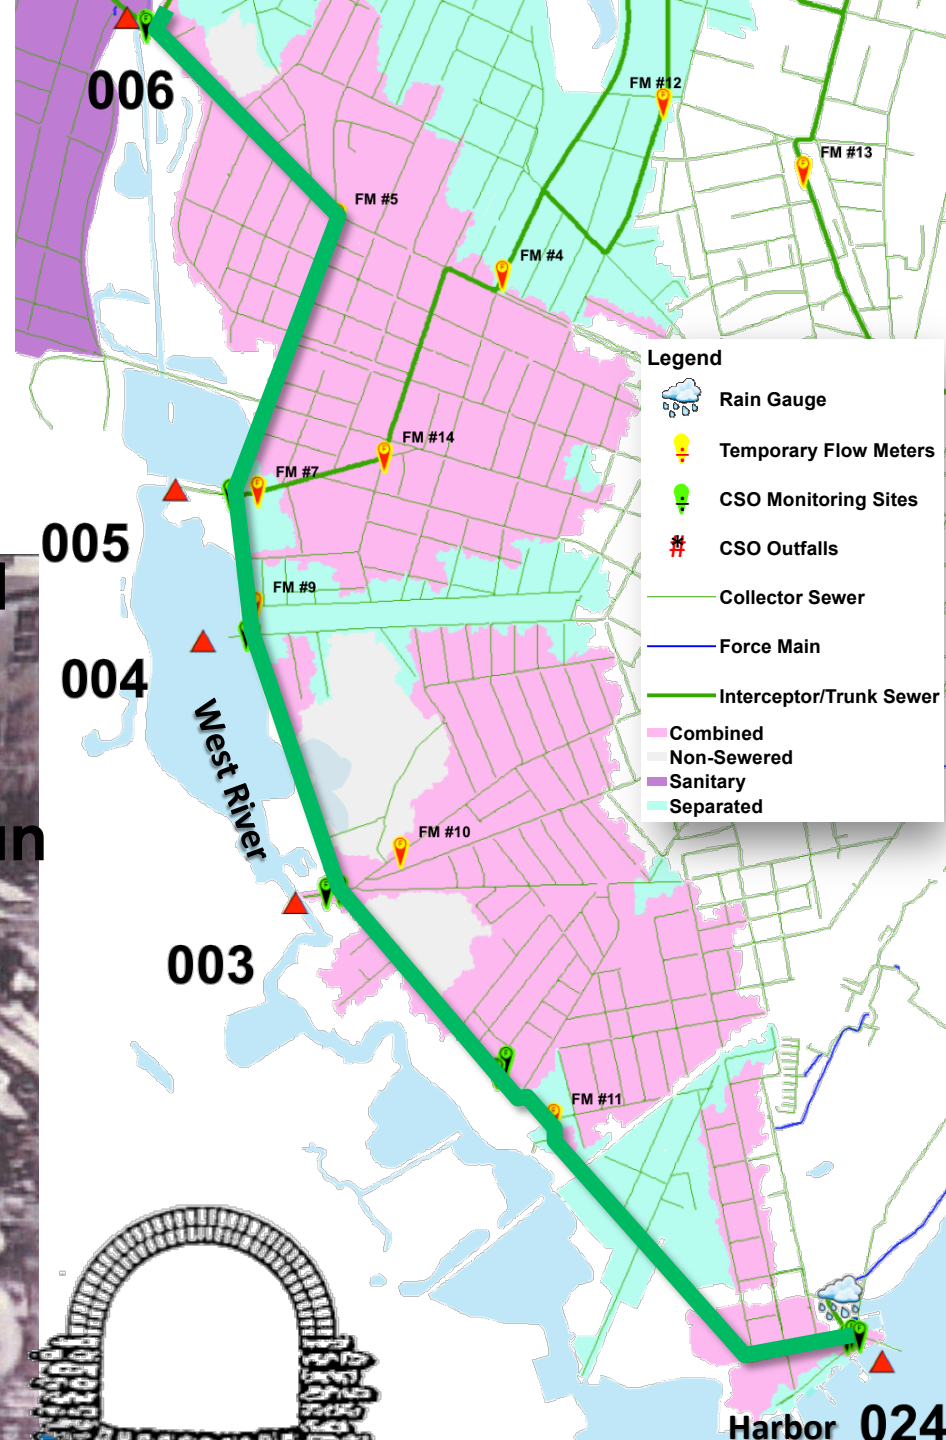 FM #12
006
FM #13
FM #5
FM #4
Legend
Rain Gauge
FM #14
Temporary Flow Meters
FM #7
CSO Monitoring Sites
005
CSO Outfalls
FM #9
Collector Sewer
Force Main
004
Interceptor/Trunk Sewer
West River
Combined
Non-Sewered
Sanitary
Separated
FM #10
un
003
FM #11
Harbor 024